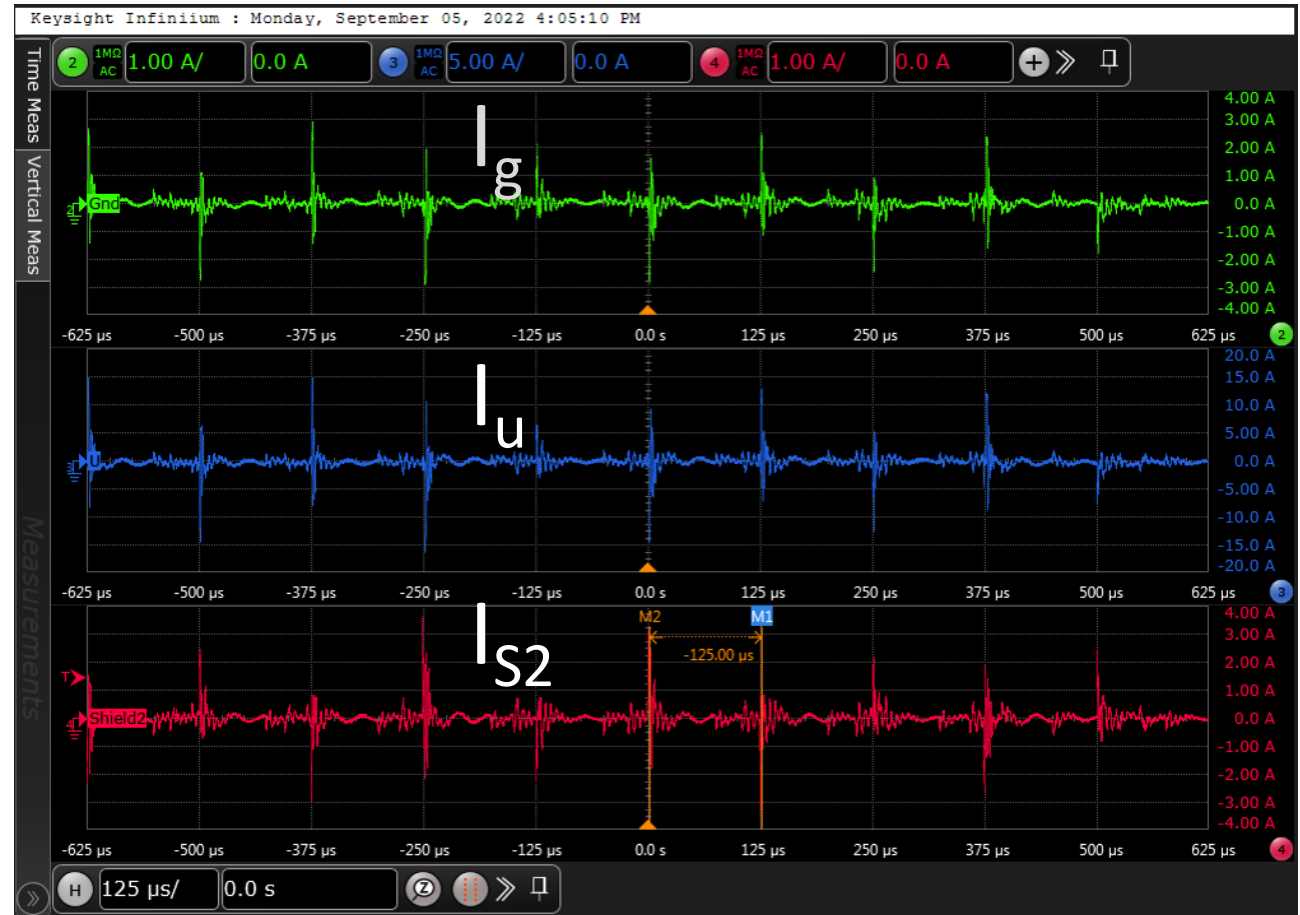 Keysight Infiniium : Monday, September 05, 2022 4:05:10 PM
Time Meas
Vertical Meas
Measurements
2 1MΩ AC 1.00 A/ 0.0 A 3 1MΩ AC 5.00 A/ 0.0 A 4 1MΩ AC 1.00 A/ 0.0 A
Ig
4.00 A
3.00 A
2.00 A
1.00 A
2 Gnd 0.0 A
-1.00 A
-2.00 A
-3.00 A
-4.00 A
-625 µs -500 µs -375 µs -250 µs -125 µs 0.0 s 125 µs 250 µs 375 µs 500 µs 625 µs 2
Iu
20.0 A
15.0 A
10.0 A
5.00 A
3 U 0.0 A
-5.00 A
-10.0 A
-15.0 A
-20.0 A
-625 µs -500 µs -375 µs -250 µs -125 µs 0.0 s 125 µs 250 µs 375 µs 500 µs 625 µs 3
IS2
M2 M1 4.00 A
3.00 A
-125.00 µs
T 2.00 A
1.00 A
4 Shield2 0.0 A
-1.00 A
-2.00 A
-3.00 A
-4.00 A
-625 µs -500 µs -375 µs -250 µs -125 µs 0.0 s 125 µs 250 µs 375 µs 500 µs 625 µs 4
H 125 µs/ 0.0 s Z